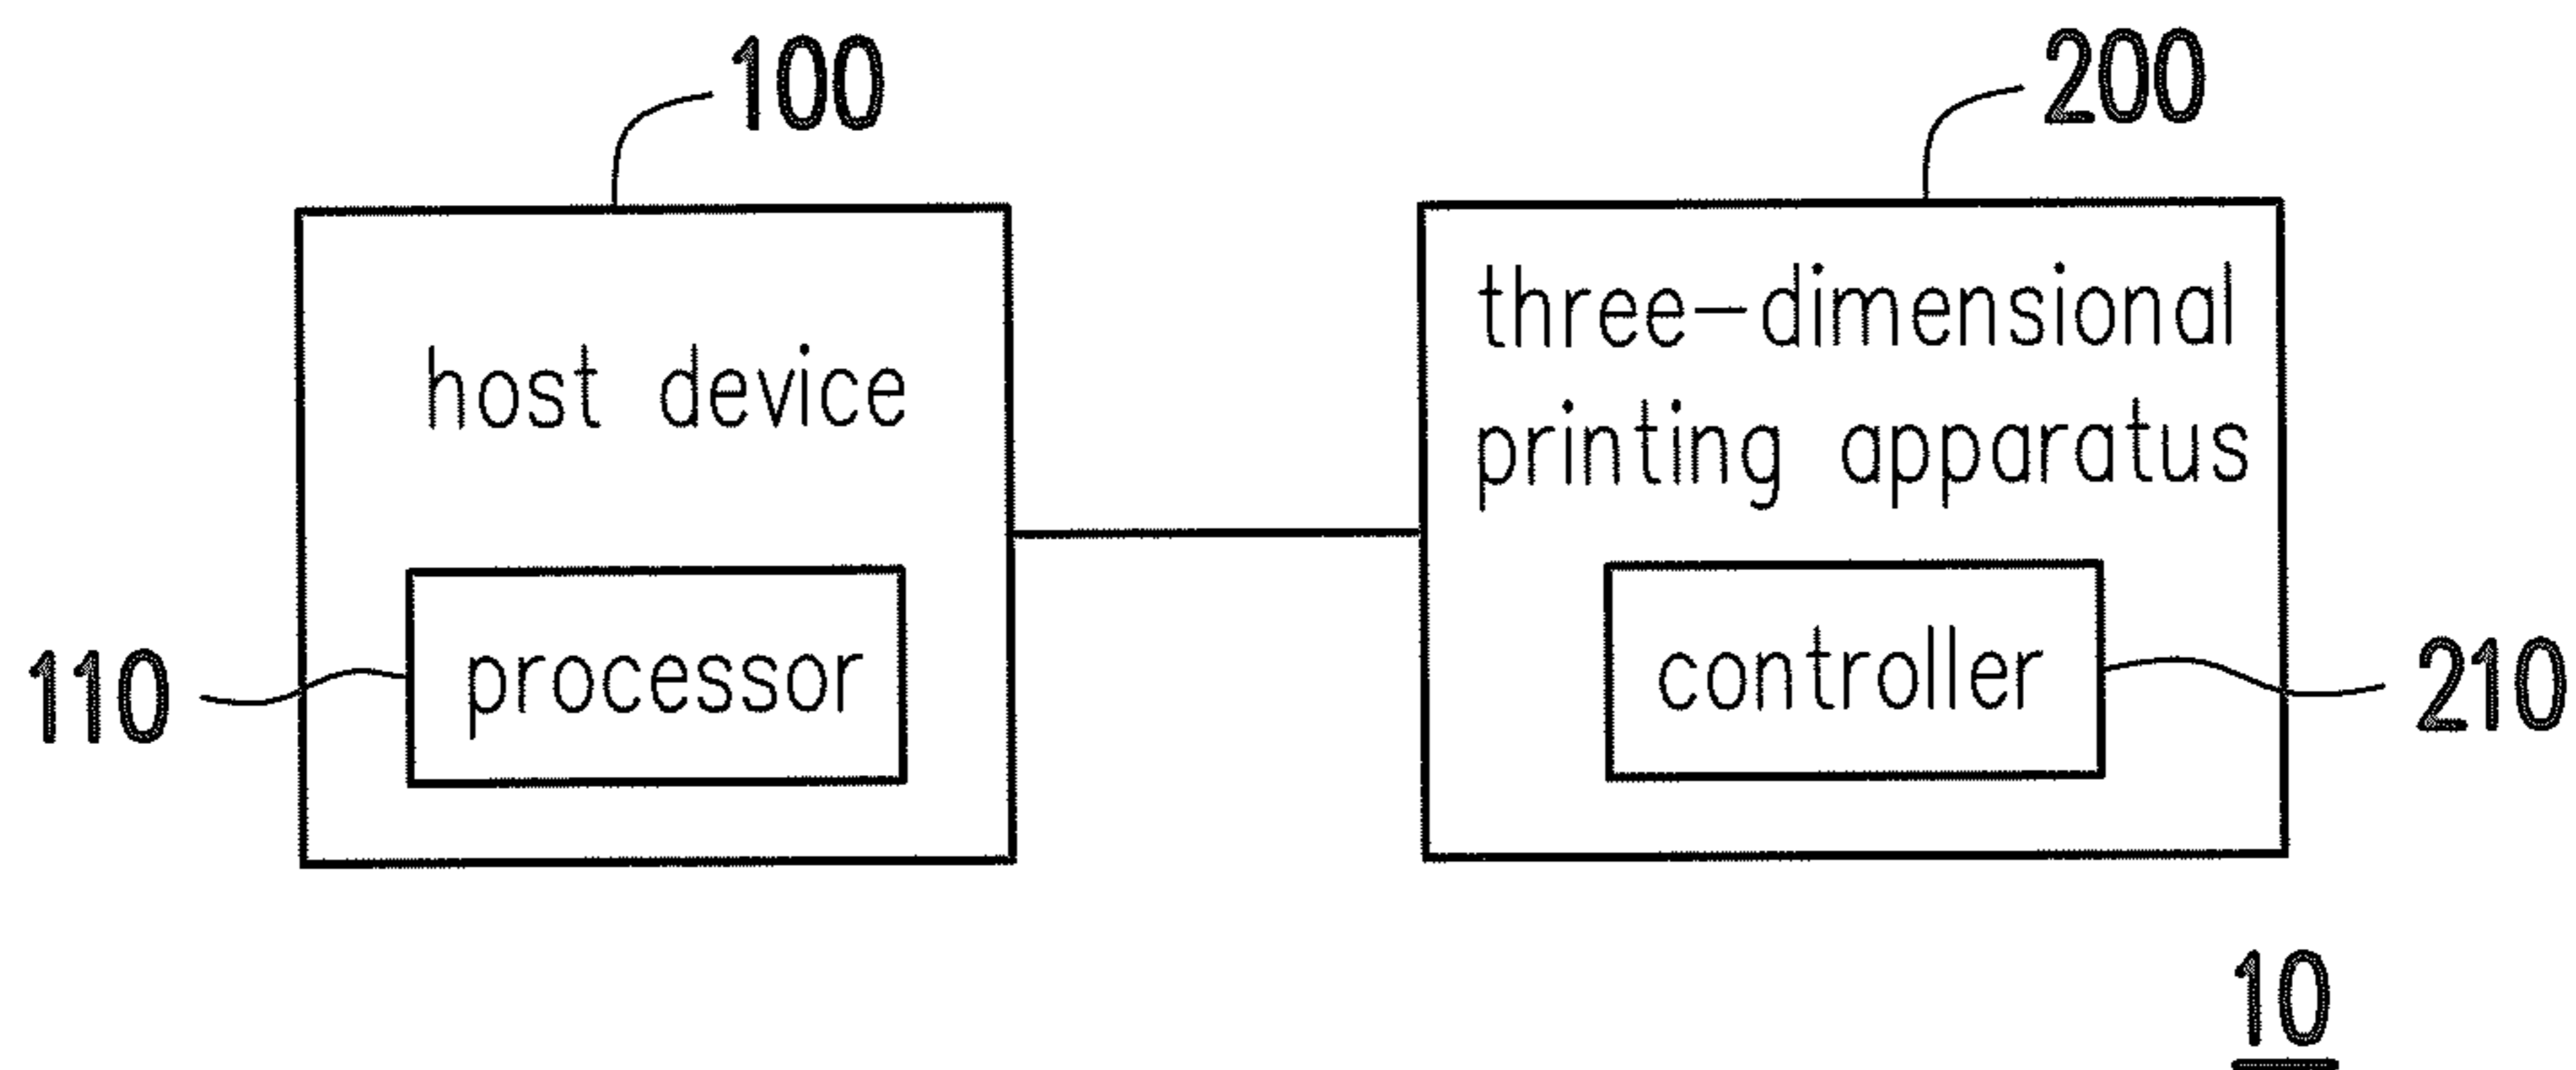 100
200
host device
three-dimensional
printing apparatus
110
processor
controller
210
10